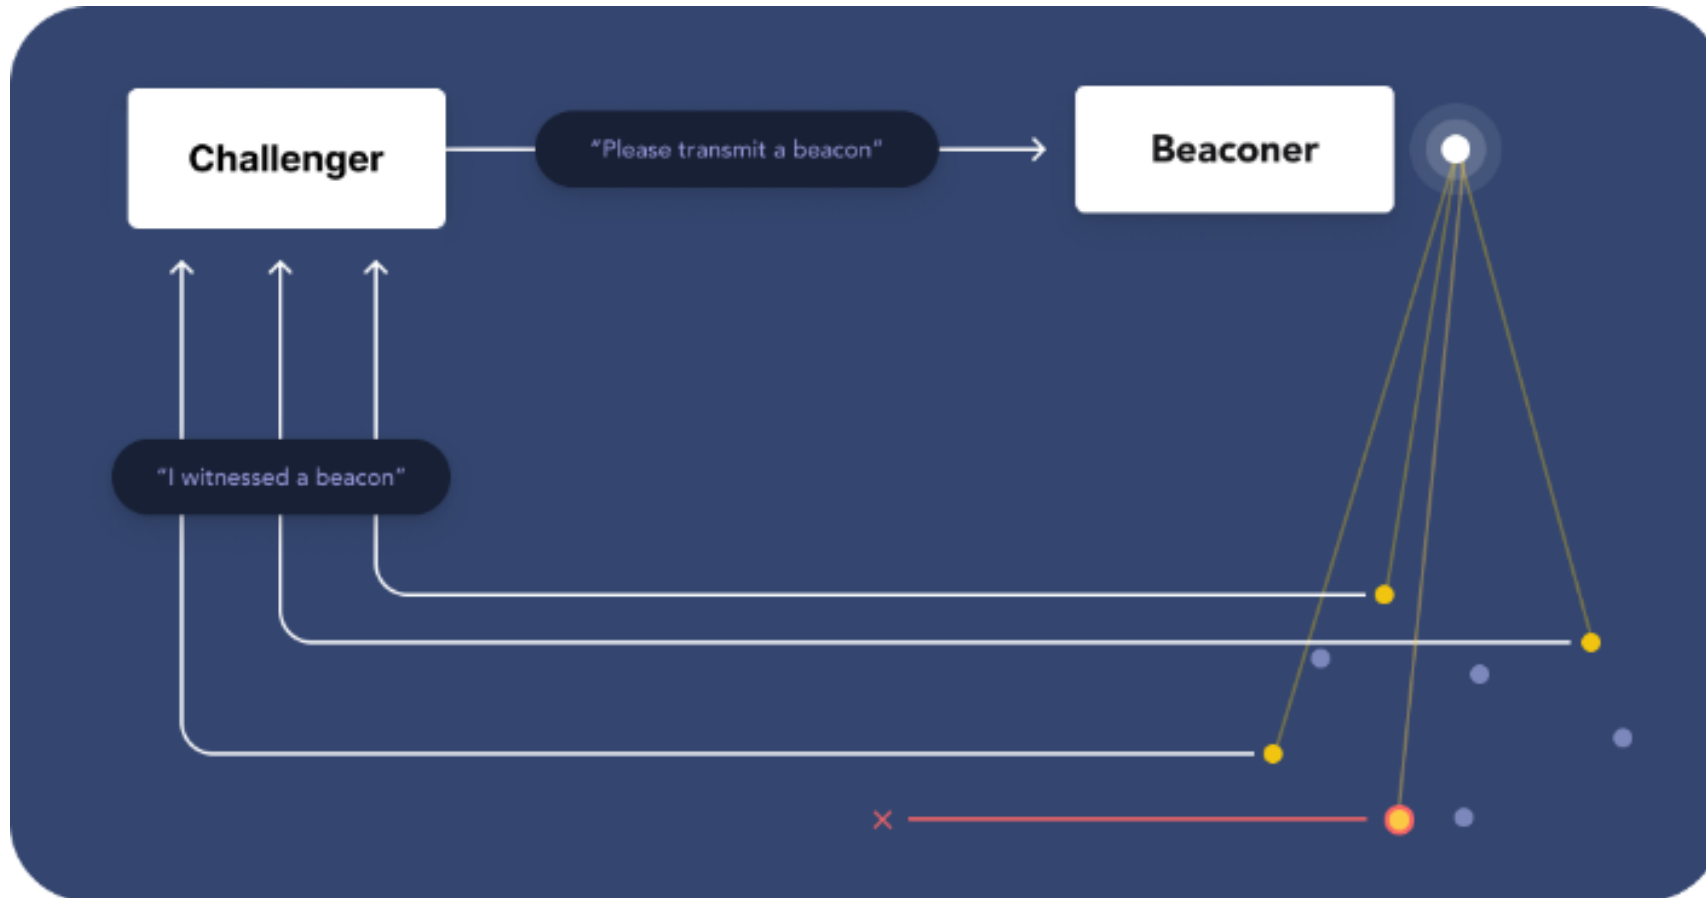 Challenger
“Please transmit a beacon”
Beaconer
“I witnessed a beacon”